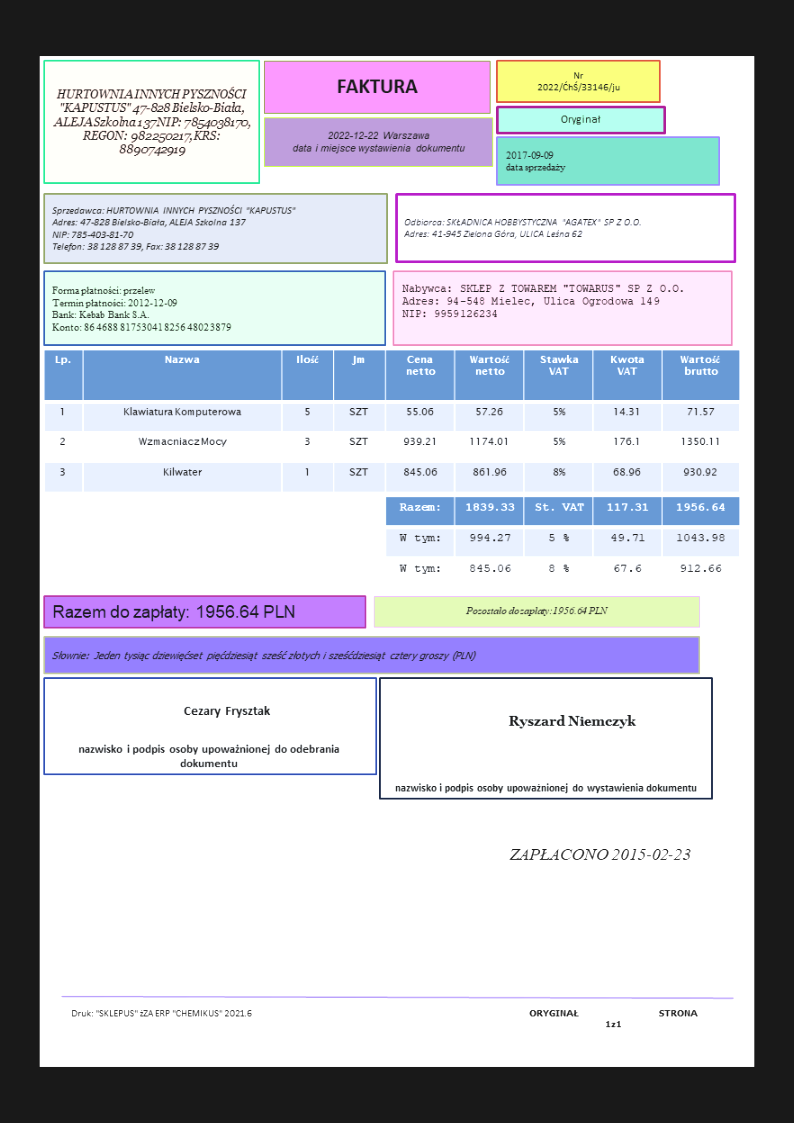 HURTOWNIA INNYCH PYSZNOŚCI
"KAPUSTUS" 47-828 Bielsko-Biała,
ALEJA Szkolna 137 NIP: 7854038170,
REGON: 982250217, KRS:
8890742919
FAKTURA
2022-12-22 Warszawa
data i miejsce wystawienia dokumentu
Nr
2022/ĆhŚ/33146/ju
Oryginał
2017-09-09
data sprzedaży
Sprzedawca: HURTOWNIA INNYCH PYSZNOŚCI "KAPUSTUS"
Adres: 47-828 Bielsko-Biała, ALEJA Szkolna 137
NIP: 785-403-81-70
Telefon: 38 128 87 39, Fax: 38 128 87 39
Odbiorca: SKŁADNICA HOBBYSTYCZNA "AGATEX" SP Z O.O.
Adres: 41-945 Zielona Góra, ULICA Leśna 62
Forma płatności: przelew
Termin płatności: 2012-12-09
Bank: Kebab Bank S.A.
Konto: 86 4688 8175 3041 8256 4802 3879
Nabywca: SKLEP Z TOWAREM "TOWARUS" SP Z O.O.
Adres: 94-548 Mielec, Ulica Ogrodowa 149
NIP: 9959126234
Lp. Nazwa Ilość Jm Cena netto Wartość netto Stawka VAT Kwota VAT Wartość brutto
1 Klawiatura Komputerowa 5 SZT 55.06 57.26 5% 14.31 71.57
2 Wzmacniacz Mocy 3 SZT 939.21 1174.01 5% 176.1 1350.11
3 Kilwater 1 SZT 845.06 861.96 8% 68.96 930.92
Razem: 1839.33 St. VAT 117.31 1956.64
W tym: 994.27 5 % 49.71 1043.98
W tym: 845.06 8 % 67.6 912.66
Razem do zapłaty: 1956.64 PLN
Pozostało do zapłaty: 1956.64 PLN
Słownie: Jeden tysiąc dziewięćset pięćdziesiąt sześć złotych i sześćdziesiąt cztery groszy (PLN)
Cezary Frysztak
nazwisko i podpis osoby upoważnionej do odebrania
dokumentu
Ryszard Niemczyk
nazwisko i podpis osoby upoważnionej do wystawienia dokumentu
ZAPŁACONO 2015-02-23
Druk: "SKLEPUS" żZA ERP "CHEMIKUS" 2021.6
ORYGINAŁ STRONA
1z1